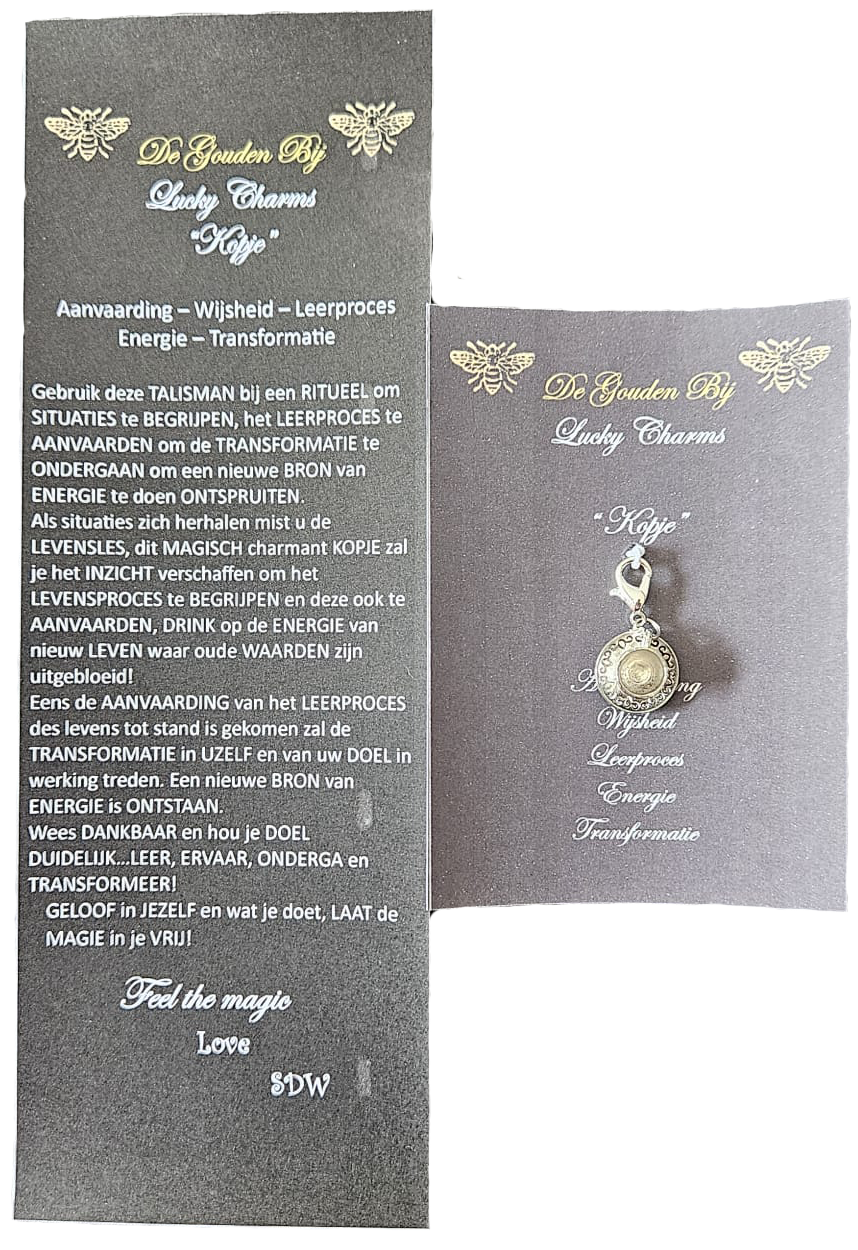 De Gouden Bij
Lucky Charms
“Kopje”
Aanvaarding – Wijsheid – Leerproces
Energie – Transformatie
Gebruik deze TALISMAN bij een RITUEEL om
SITUATIES te BEGRIJPEN, het LEERPROCES te
AANVAARDEN om de TRANSFORMATIE te
ONDERGAAN om een nieuwe BRON van
ENERGIE te doen ONTSPRUITEN.
Als situaties zich herhalen mist u de
LEVENSLES, dit MAGISCH charmant KOPJE zal
je het INZICHT verschaffen om het
LEVENSPROCES te BEGRIJPEN en deze ook te
AANVAARDEN, DRINK op de ENERGIE van
nieuw LEVEN waar oude WAARDEN zijn
uitgebloeid!
Eens de AANVAARDING van het LEERPROCES
des levens tot stand is gekomen zal de
TRANSFORMATIE in UZELF en van uw DOEL in
werking treden. Een nieuwe BRON van
ENERGIE is ONTSTAAN.
Wees DANKBAAR en hou je DOEL
DUIDELIJK...LEER, ERVAAR, ONDERGA en
TRANSFORMEER!
GELOOF in JEZELF en wat je doet, LAAT de
MAGIE in je VRIJ!
Feel the magic
Love
SDW
De Gouden Bij
Lucky Charms
“Kopje”
Wijsheid
Leerproces
Energie
Transformatie